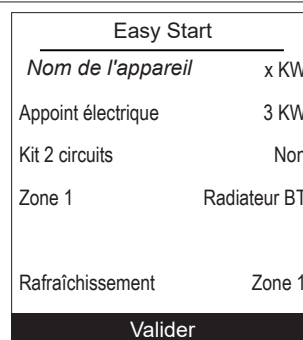 Easy Start
Nom de l'appareil x KW
Appoint électrique 3 KW
Kit 2 circuits Non
Zone 1 Radiateur BT
Rafraîchissement Zone 1
Valider